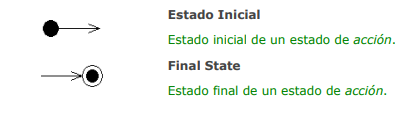 Estado Inicial
Estado inicial de un estado de acción.
Final State
Estado final de un estado de acción.